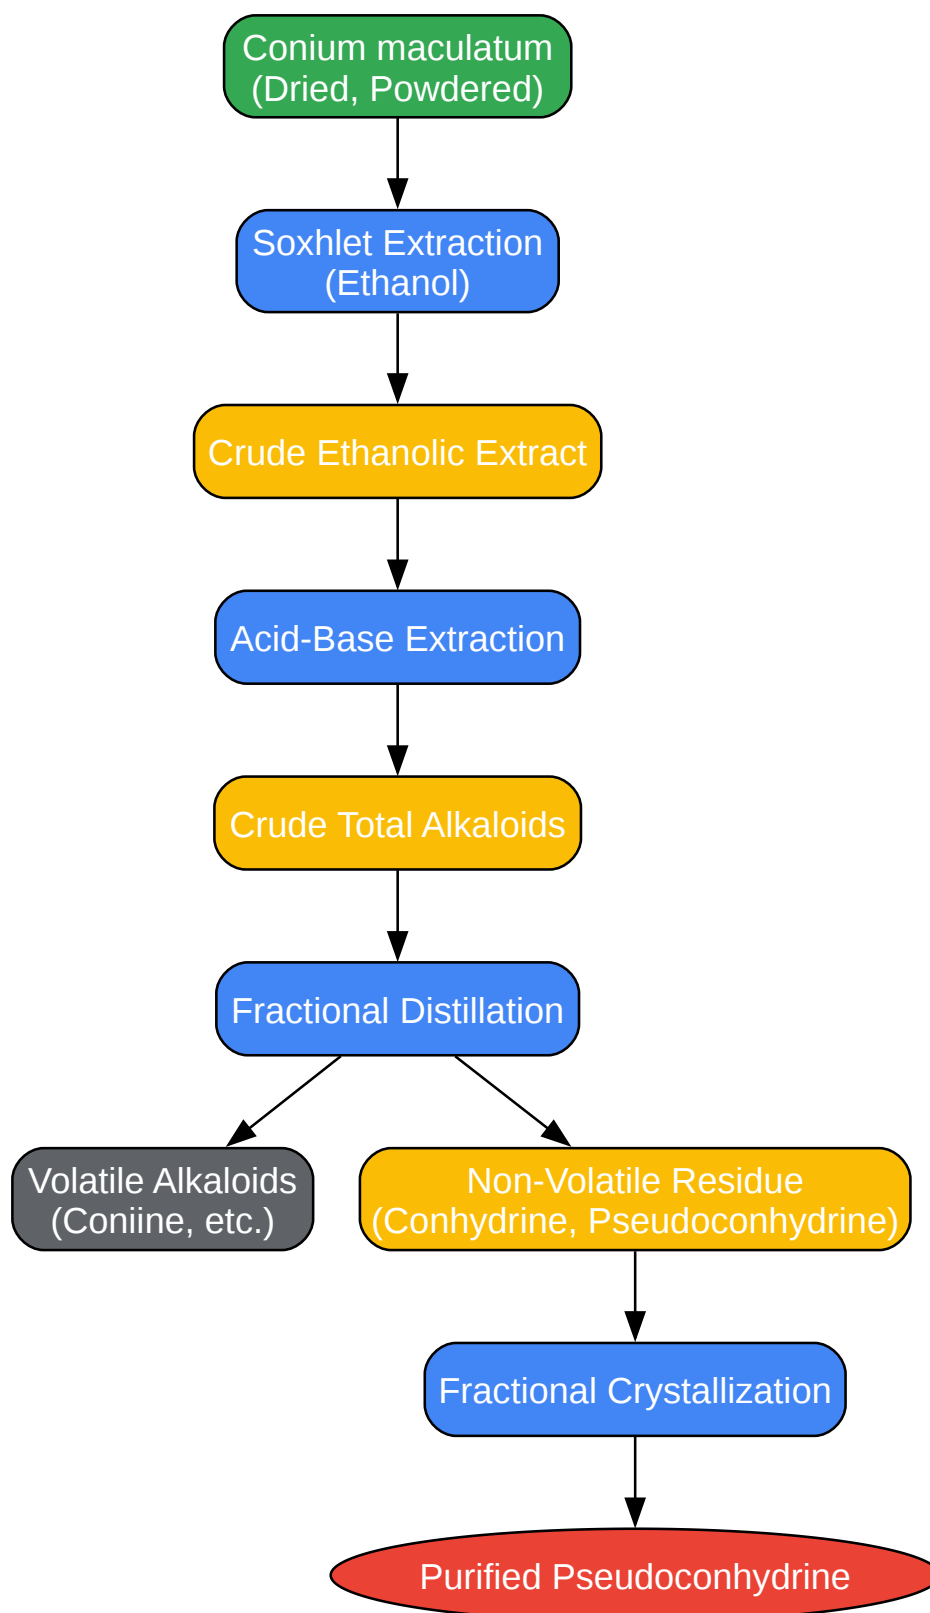 Conium maculatum
(Dried, Powdered)
Soxhlet Extraction
(Ethanol)
Crude Ethanolic Extract
Acid-Base Extraction
Crude Total Alkaloids
Fractional Distillation
Volatile Alkaloids
(Coniine, etc.)
Non-Volatile Residue
(Conhydrine, Pseudoconhydrine)
Fractional Crystallization
Purified Pseudoconhydrine